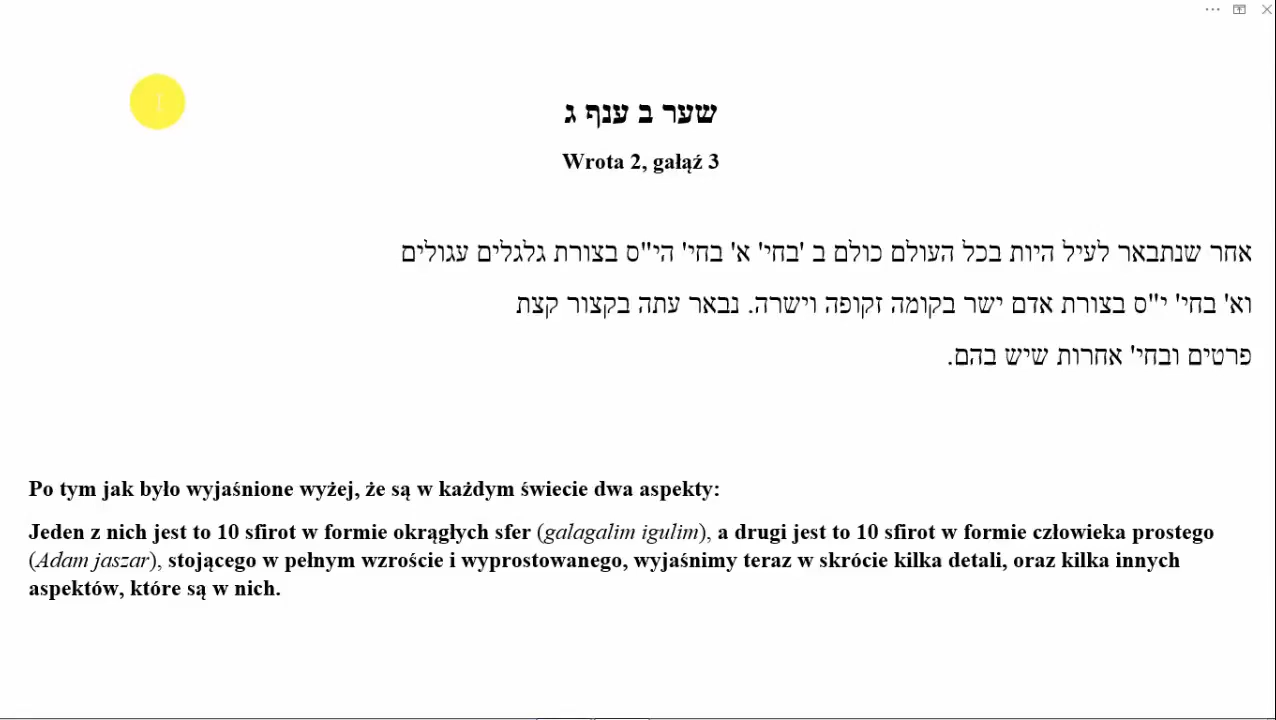 שער ב ענף ג
Wrota 2, gałąź 3
אחר שנתבאר לעיל היות בכל העולם כולם ב 'בחי' א' בחי' הי"ס בצורת גלגלים עגולים
וא' בחי' י"ס בצורת אדם ישר בקומה זקופה וישרה. נבאר עתה בקצור קצת
פרטים ובחי' אחרות שיש בהם.
Po tym jak było wyjaśnione wyżej, że są w każdym świecie dwa aspekty:
Jeden z nich jest to 10 sfirot w formie okrągłych sfer (galagalim igulim), a drugi jest to 10 sfirot w formie człowieka prostego
(Adam jaszar), stojącego w pełnym wzroście i wyprostowanego, wyjaśnimy teraz w skrócie kilka detali, oraz kilka innych
aspektów, które są w nich.